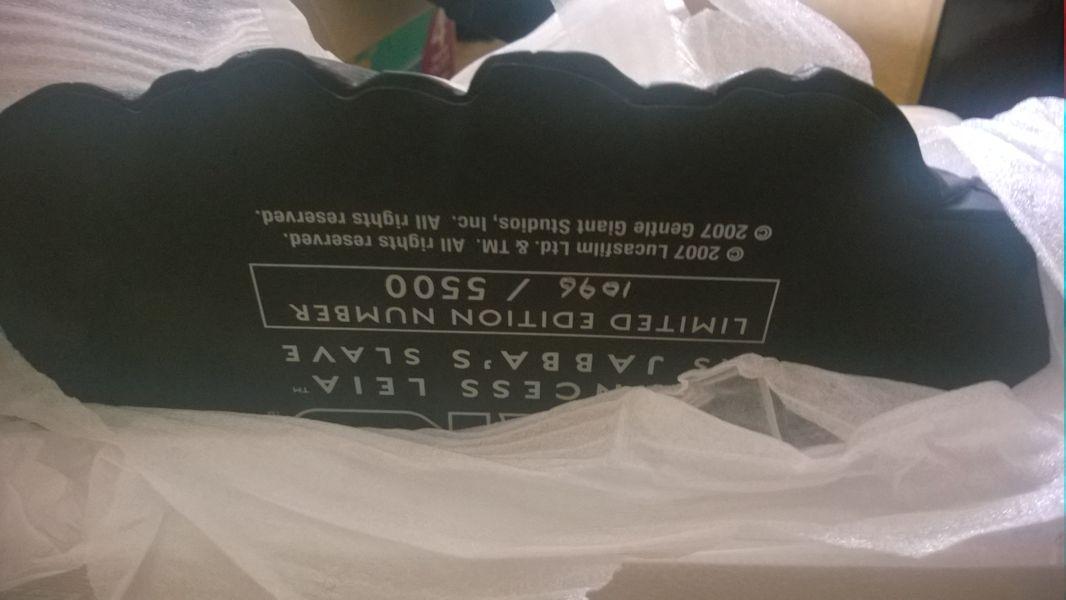 NCESS LEIA™
S JABBA'S SLAVE
LIMITED EDITION NUMBER
1096 / 5500
© 2007 Lucasfilm Ltd. & TM. All rights reserved.
© 2007 Gentle Giant Studios, Inc. All rights reserved.